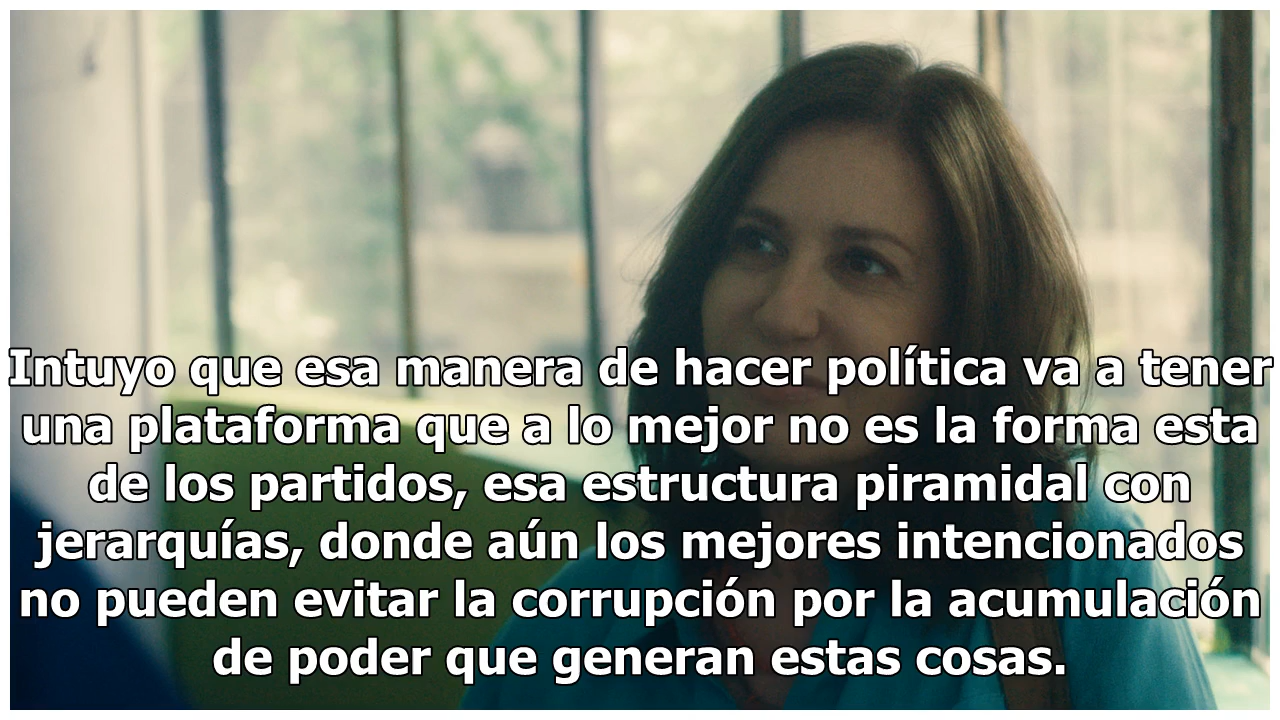 Intuyo que esa manera de hacer política va a tener
una plataforma que a lo mejor no es la forma esta
de los partidos, esa estructura piramidal con
jerarquías, donde aún los mejores intencionados
no pueden evitar la corrupción por la acumulación
de poder que generan estas cosas.